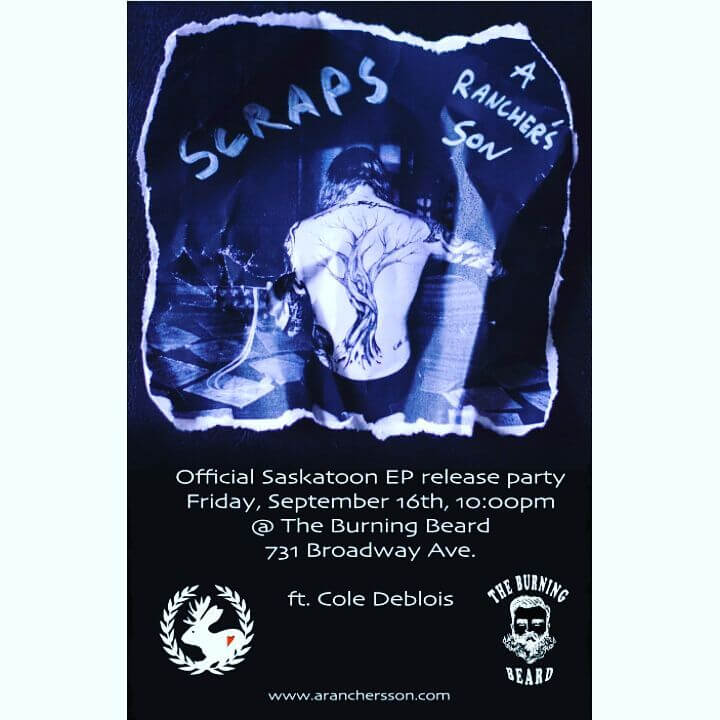 SCRAPS
A
RANCHER'S
SON
Official Saskatoon EP release party
Friday, September 16th, 10:00pm
@ The Burning Beard
731 Broadway Ave.
ft. Cole Deblois
THE BURNING
BEARD
www.aranchersson.com